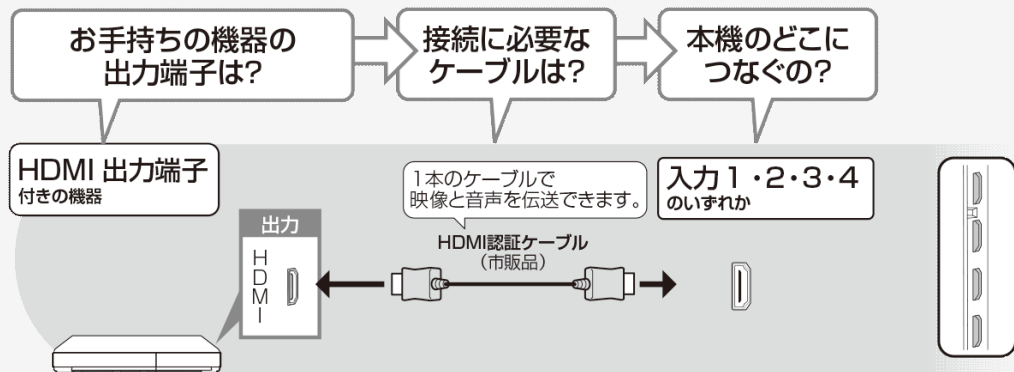 お手持ちの機器の
出力端子は?
接続に必要な
ケーブルは?
本機のどこに
つなぐの?
HDMI 出力端子
付きの機器
1本のケーブルで
映像と音声を伝送できます。
入力1・2・3・4
のいずれか
出力
HDMI
HDMI認証ケーブル
(市販品)